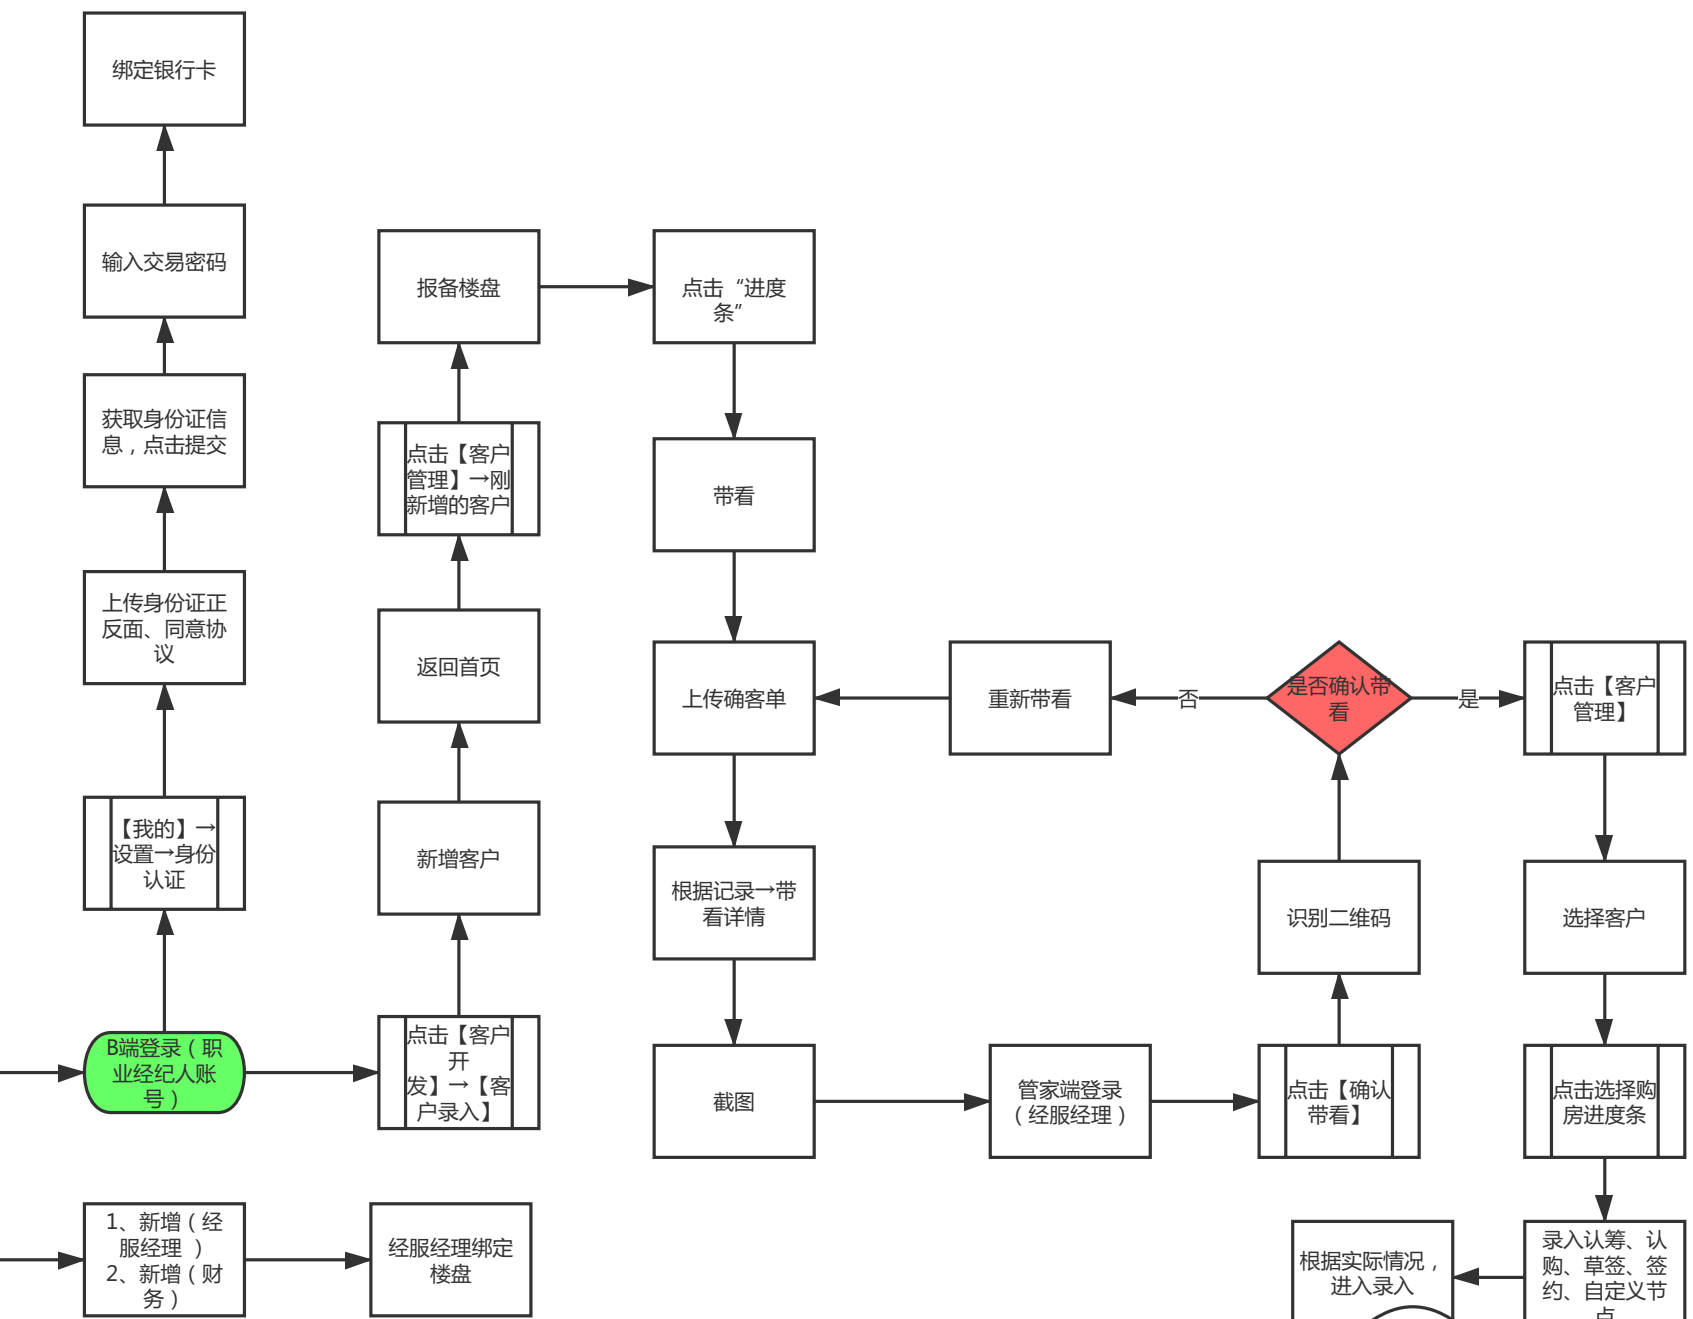 绑定银行卡
输入交易密码
获取身份证信
息，点击提交
上传身份证正
反面、同意协
议
【我的】→
设置→身份
认证
B端登录（职
业经纪人账
号）
报备楼盘
点击【客户
管理】→刚
新增的客户
返回首页
新增客户
点击【客户
开
发】→【客
户录入】
点击“进度
条”
带看
上传确客单
根据记录→带
看详情
截图
管家端登录
（经服经理）
点击【确认
带看】
识别二维码
是否确认带
看
否
重新带看
是
点击【客户
管理】
选择客户
点击选择购
房进度条
录入认筹、认
购、草签、签
约、自定义节
点
根据实际情况，
进入录入
1、新增（经
服经理 ）
2、新增（财
务）
经服经理绑定
楼盘